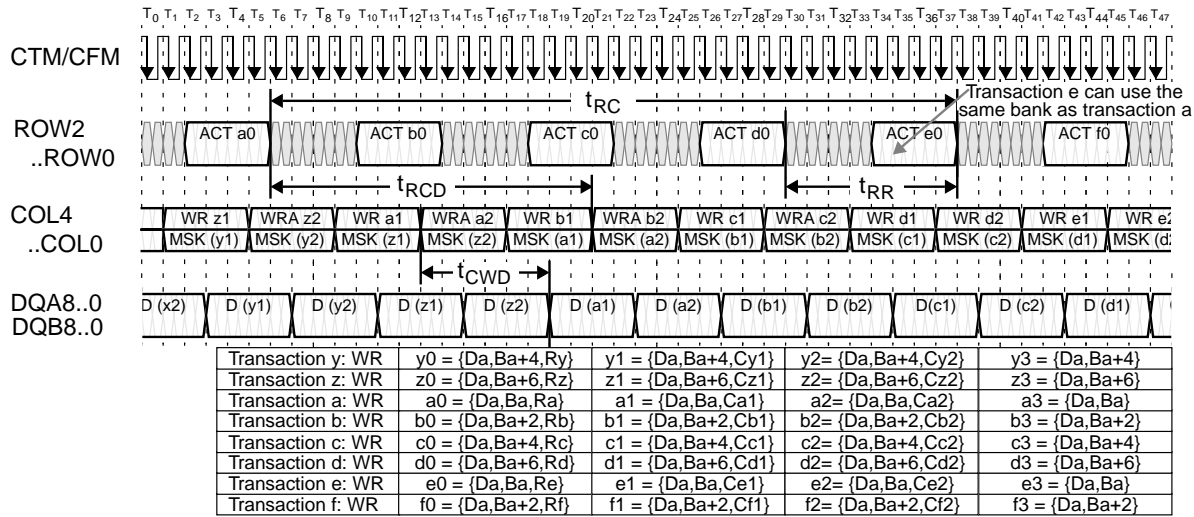 T0 T1 T2 T3 T4 T5 T6 T7 T8 T9 T10 T11 T12 T13 T14 T15 T16 T17 T18 T19 T20 T21 T22 T23 T24 T25 T26 T27 T28 T29 T30 T31 T32 T33 T34 T35 T36 T37 T38 T39 T40 T41 T42 T43 T44 T45 T46 T47
CTM/CFM
Transaction e can use the
same bank as transaction a
tRC
ROW2
..ROW0
ACT a0 ACT b0 ACT c0 ACT d0 ACT e0 ACT f0
tRCD tRR
COL4
..COL0
WR z1 WRA z2 WR a1 WRA a2 WR b1 WRA b2 WR c1 WRA c2 WR d1 WR d2 WR e1 WR e2
MSK (y1) MSK (y2) MSK (z1) MSK (z2) MSK (a1) MSK (a2) MSK (b1) MSK (b2) MSK (c1) MSK (c2) MSK (d1) MSK (d2
tCWD
DQA8..0
DQB8..0
D (x2) D (y1) D (y2) D (z1) D (z2) D (a1) D (a2) D (b1) D (b2) D(c1) D (c2) D (d1)
Transaction y: WR y0 = {Da,Ba+4,Ry} y1 = {Da,Ba+4,Cy1} y2= {Da,Ba+4,Cy2} y3 = {Da,Ba+4}
Transaction z: WR z0 = {Da,Ba+6,Rz} z1 = {Da,Ba+6,Cz1} z2= {Da,Ba+6,Cz2} z3 = {Da,Ba+6}
Transaction a: WR a0 = {Da,Ba,Ra} a1 = {Da,Ba,Ca1} a2= {Da,Ba,Ca2} a3 = {Da,Ba}
Transaction b: WR b0 = {Da,Ba+2,Rb} b1 = {Da,Ba+2,Cb1} b2= {Da,Ba+2,Cb2} b3 = {Da,Ba+2}
Transaction c: WR c0 = {Da,Ba+4,Rc} c1 = {Da,Ba+4,Cc1} c2= {Da,Ba+4,Cc2} c3 = {Da,Ba+4}
Transaction d: WR d0 = {Da,Ba+6,Rd} d1 = {Da,Ba+6,Cd1} d2= {Da,Ba+6,Cd2} d3 = {Da,Ba+6}
Transaction e: WR e0 = {Da,Ba,Re} e1 = {Da,Ba,Ce1} e2= {Da,Ba,Ce2} e3 = {Da,Ba}
Transaction f: WR f0 = {Da,Ba+2,Rf} f1 = {Da,Ba+2,Cf1} f2= {Da,Ba+2,Cf2} f3 = {Da,Ba+2}